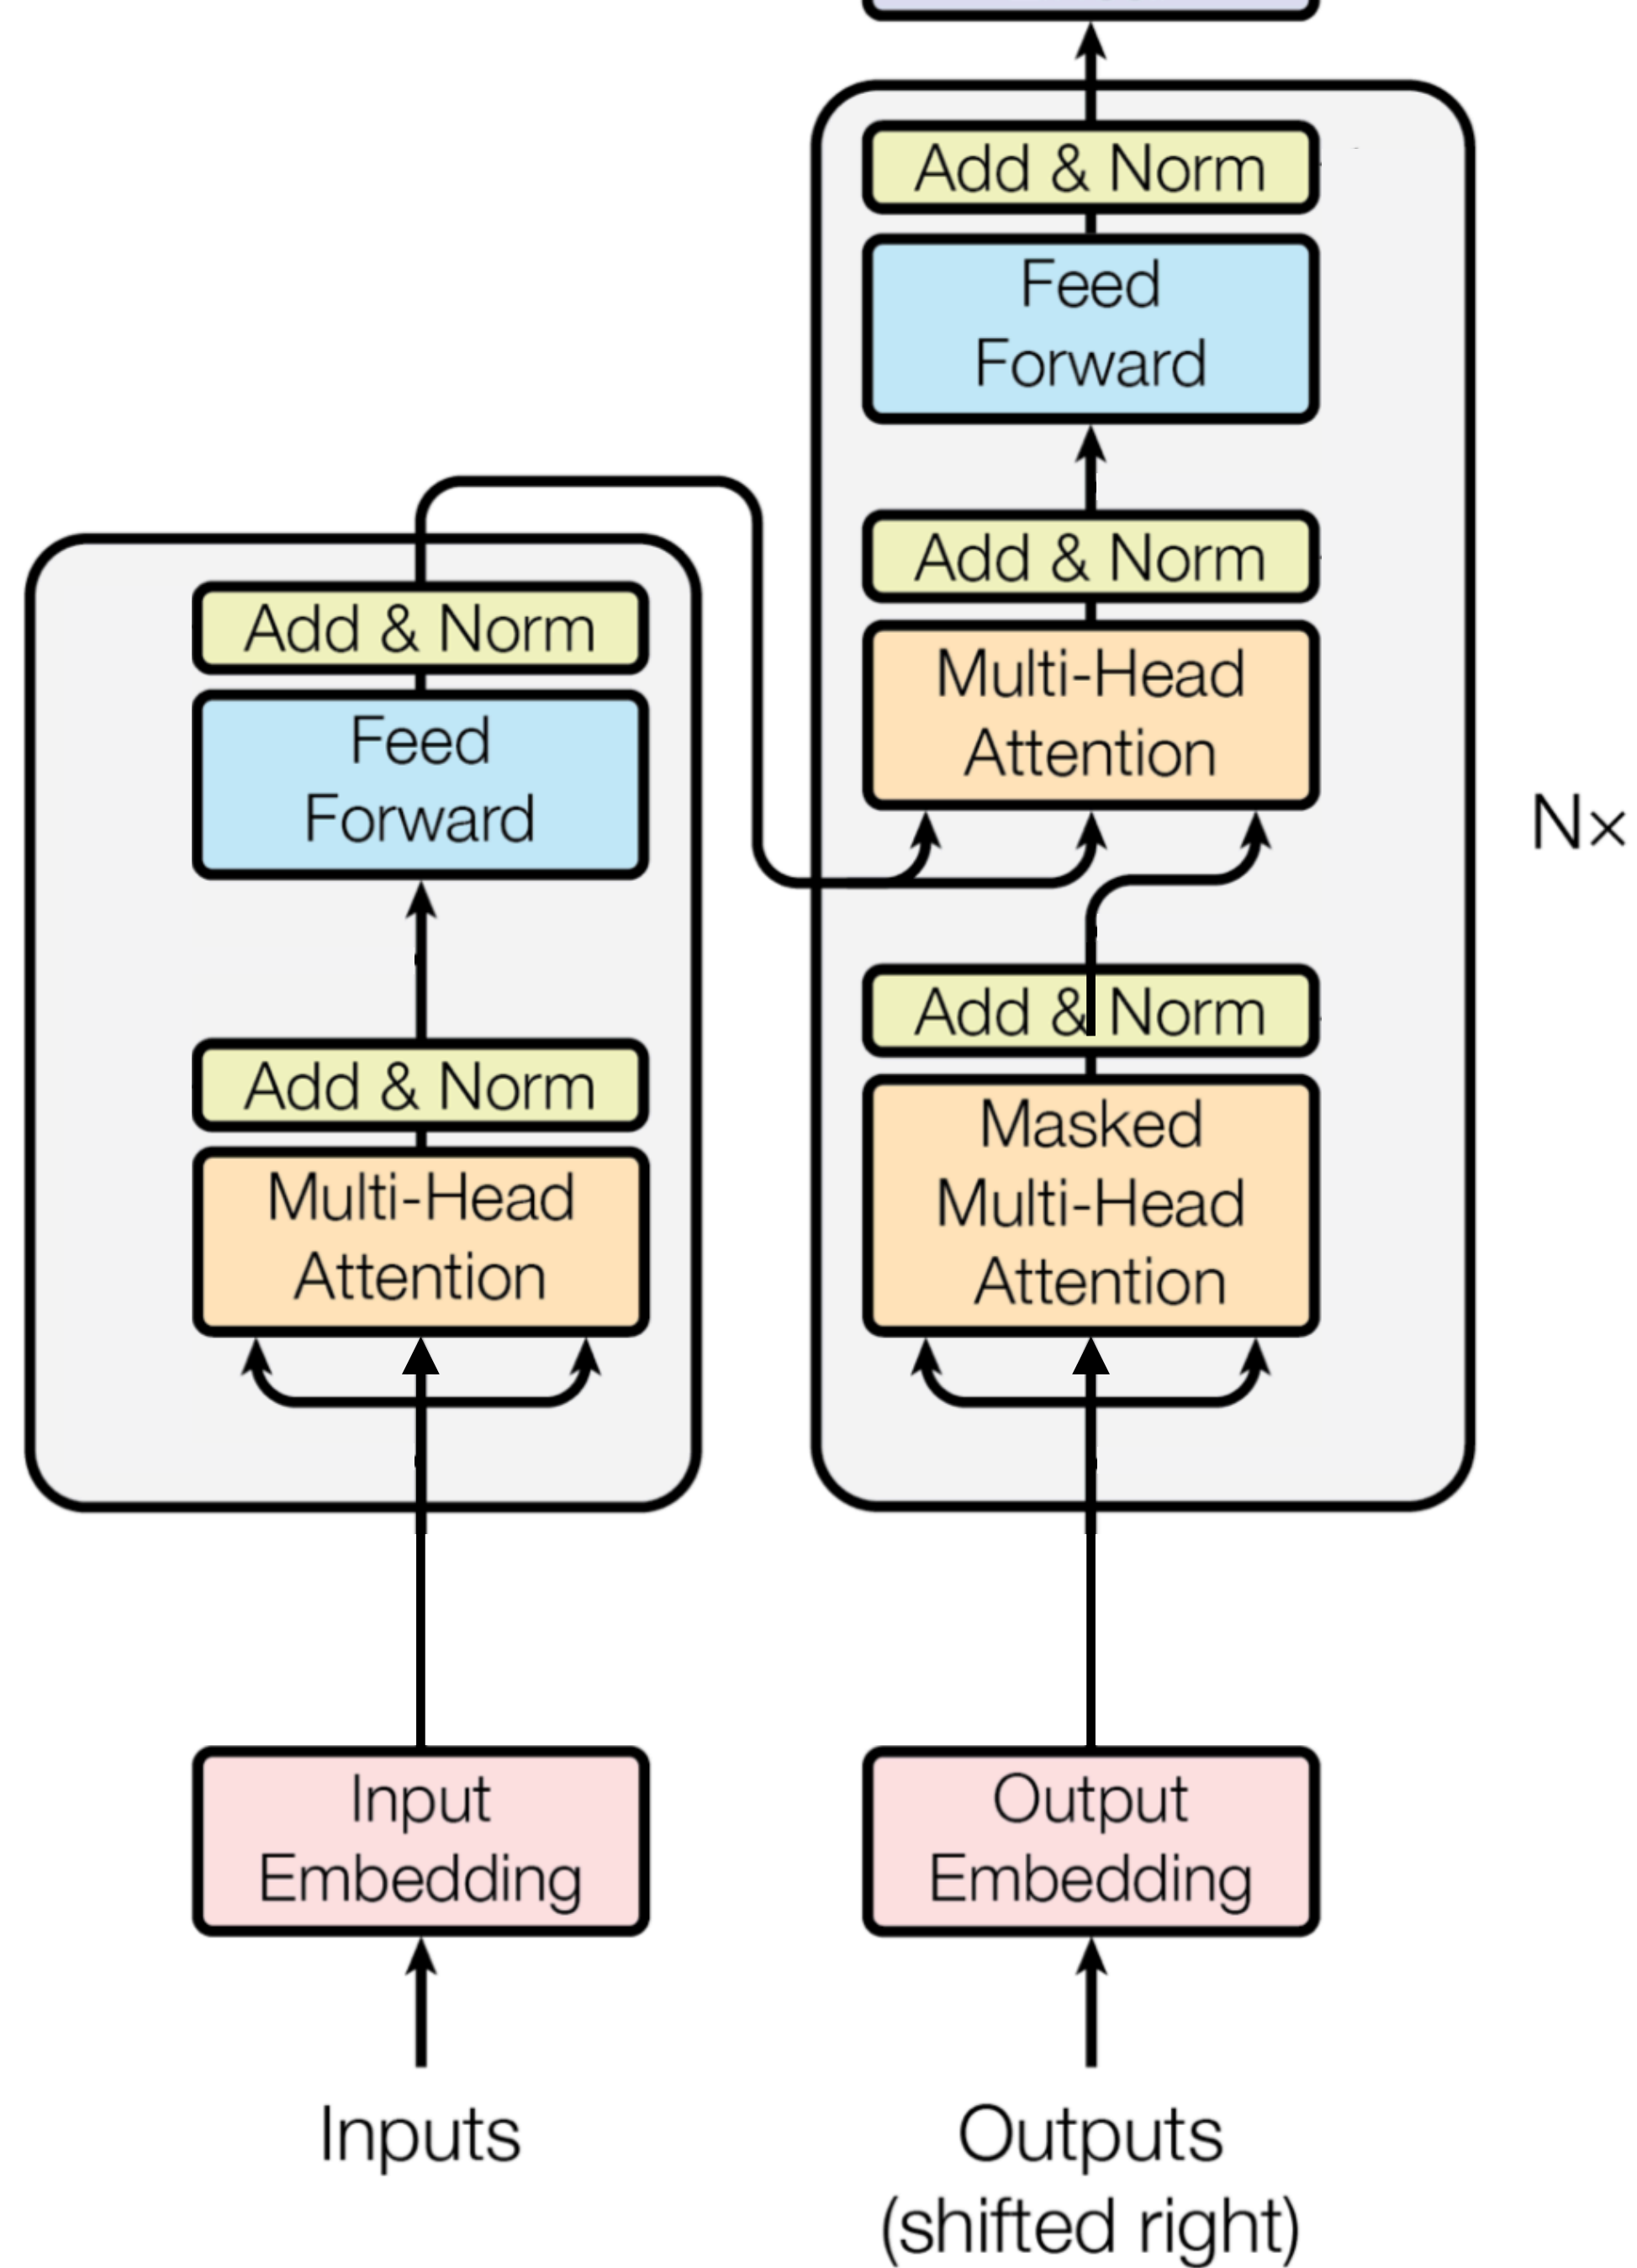 Add & Norm
Feed
Forward
Add & Norm
Multi-Head
Attention
Input
Embedding
Inputs
Add & Norm
Feed
Forward
Add & Norm
Multi-Head
Attention
Add & Norm
Masked
Multi-Head
Attention
Output
Embedding
Outputs
(shifted right)
N×